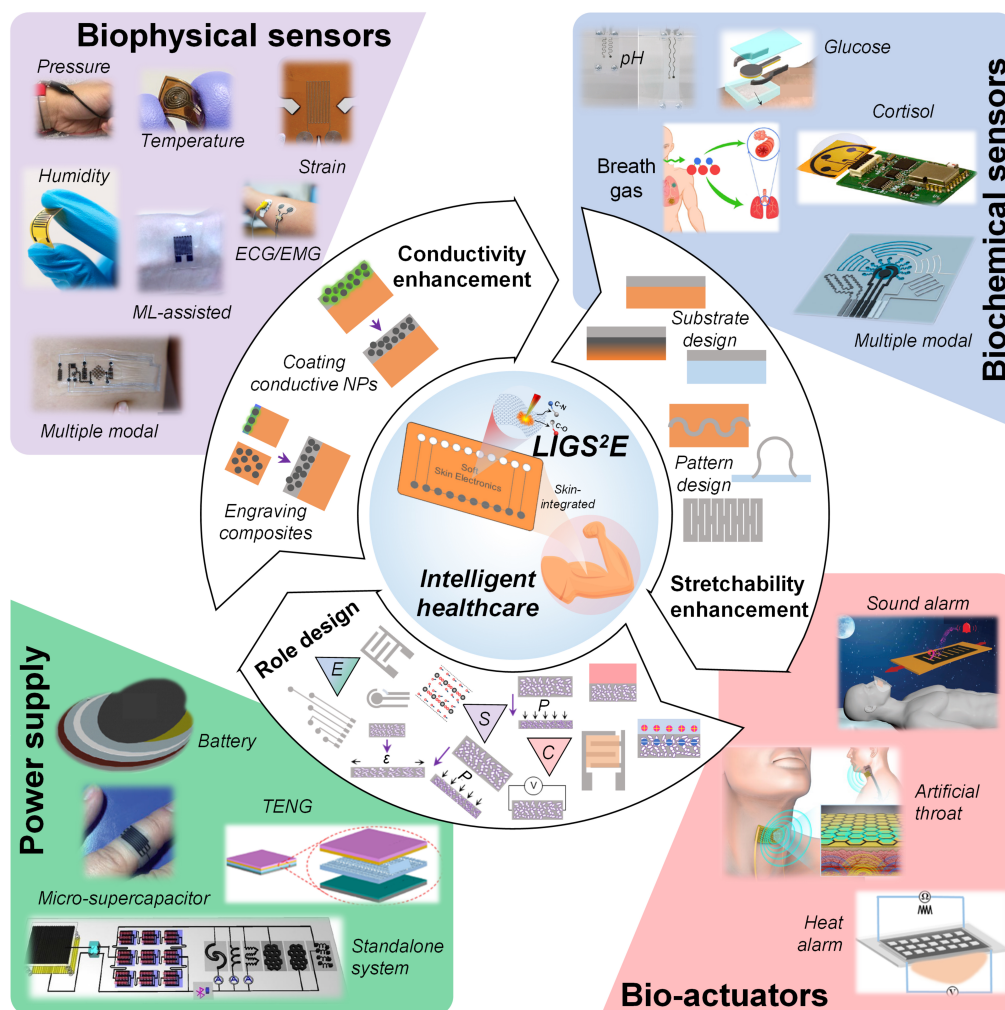 Biophysical sensors
Pressure
Temperature
Strain
Humidity
ECG/EMG
ML-assisted
Multiple modal
pH
Glucose
Cortisol
Breath
gas
Multiple modal
Biochemical sensors
Conductivity
enhancement
Coating
conductive NPs
Engraving
composites
Substrate
design
Pattern
design
Stretchability
enhancement
C-N
C-O
LIGS²E
Soft
Skin Electronics
Skin-
integrated
Intelligent
healthcare
Role design
E
S
P
C
ε
P
V
Power supply
Battery
TENG
Micro-supercapacitor
Standalone
system
Sound alarm
Artificial
throat
Heat
alarm
Ω
V
Bio-actuators